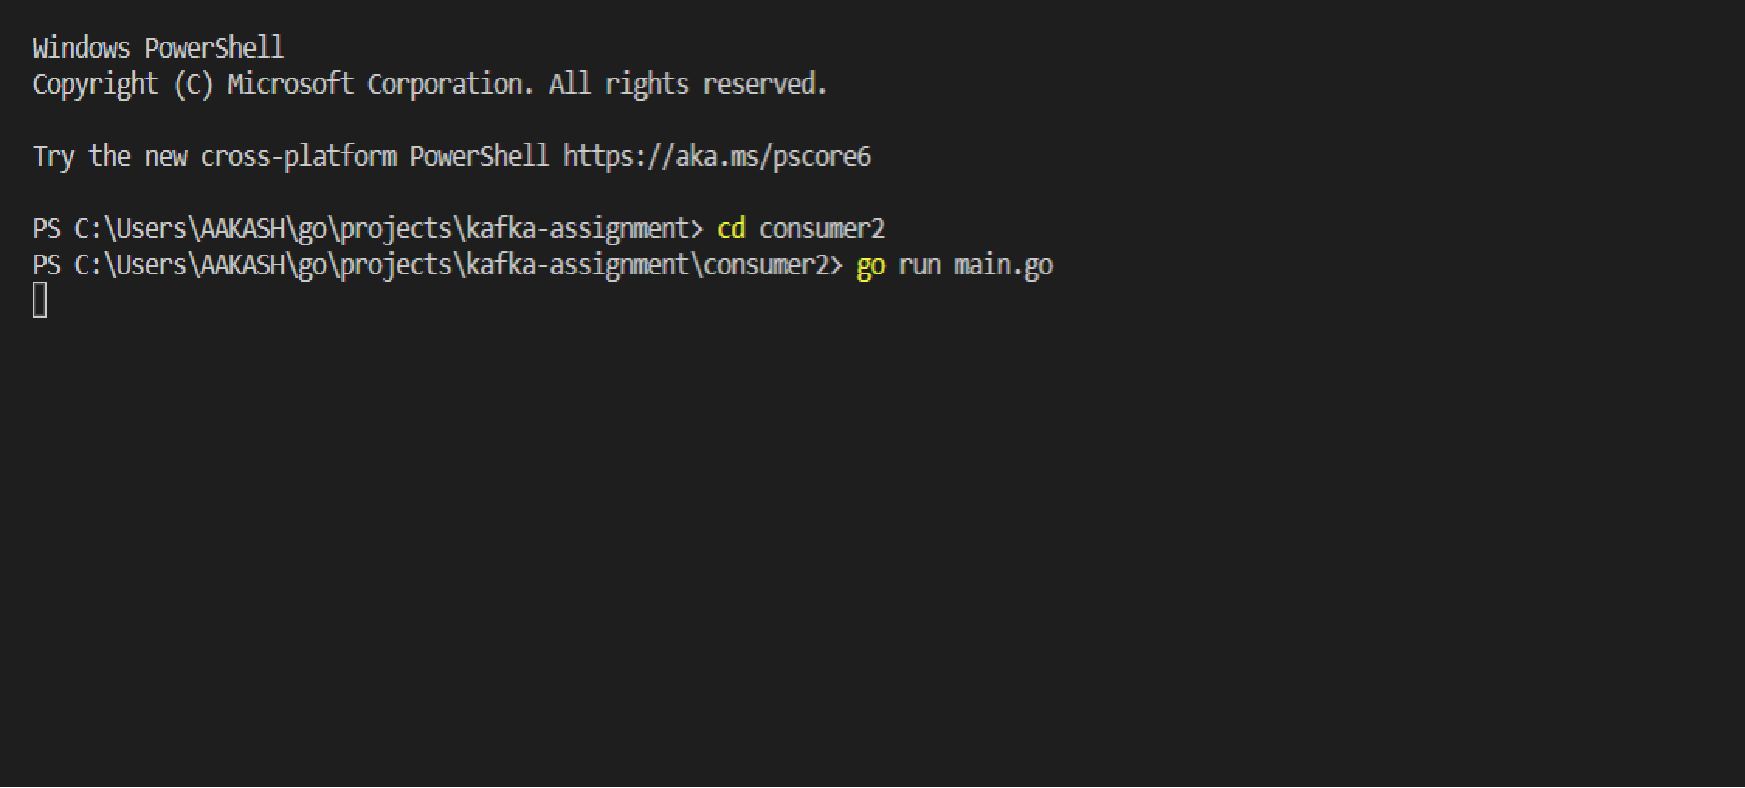 Windows PowerShell
Copyright (C) Microsoft Corporation. All rights reserved.
Try the new cross-platform PowerShell https://aka.ms/pscore6
PS C:\Users\AAKASH\go\projects\kafka-assignment> cd consumer2
PS C:\Users\AAKASH\go\projects\kafka-assignment\consumer2> go run main.go